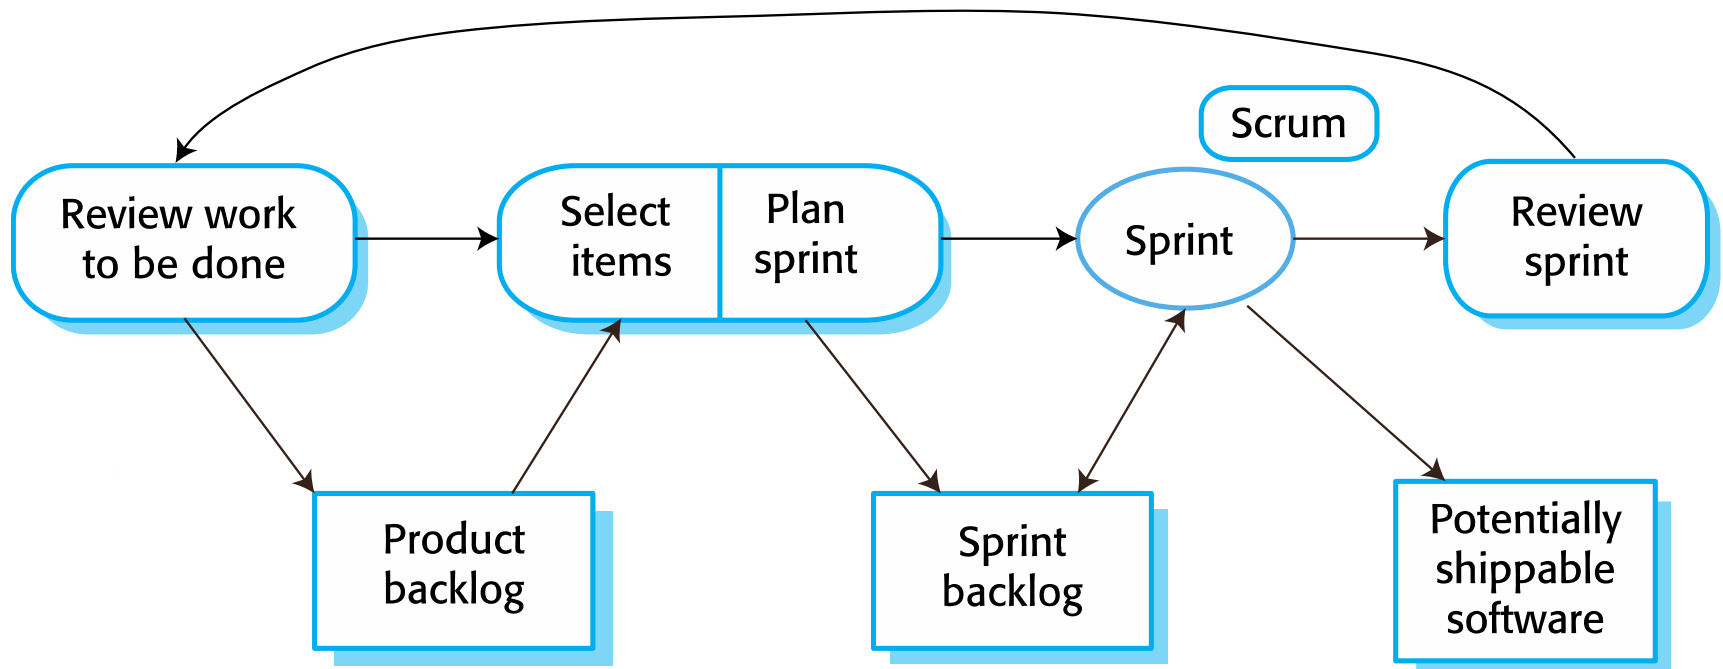 Scrum
Review work
to be done
Select
items
Plan
sprint
Sprint
Review
sprint
Product
backlog
Sprint
backlog
Potentially
shippable
software